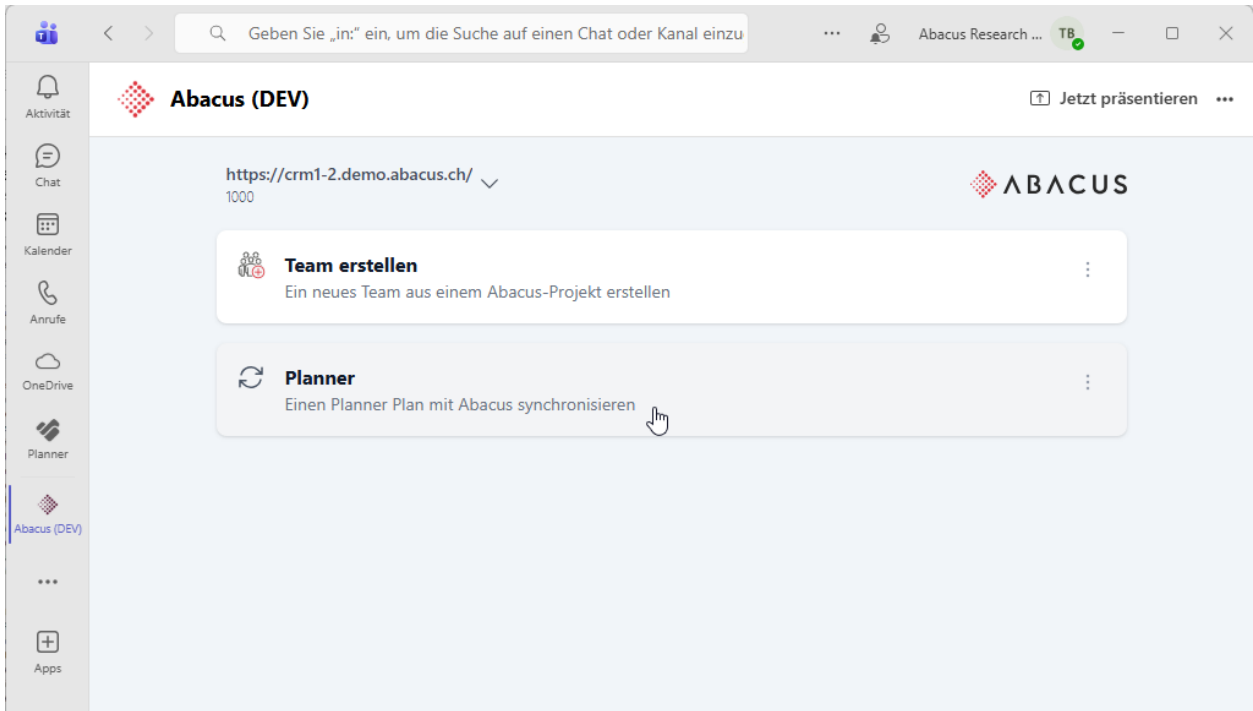 Geben Sie „in:“ ein, um die Suche auf einen Chat oder Kanal einzu
Abacus Research ...
TB
Aktivität
Chat
Kalender
Anrufe
OneDrive
Planner
Abacus (DEV)
Apps
Abacus (DEV)
Jetzt präsentieren
https://crm1-2.demo.abacus.ch/
1000
ABACUS
Team erstellen
Ein neues Team aus einem Abacus-Projekt erstellen
Planner
Einen Planner Plan mit Abacus synchronisieren